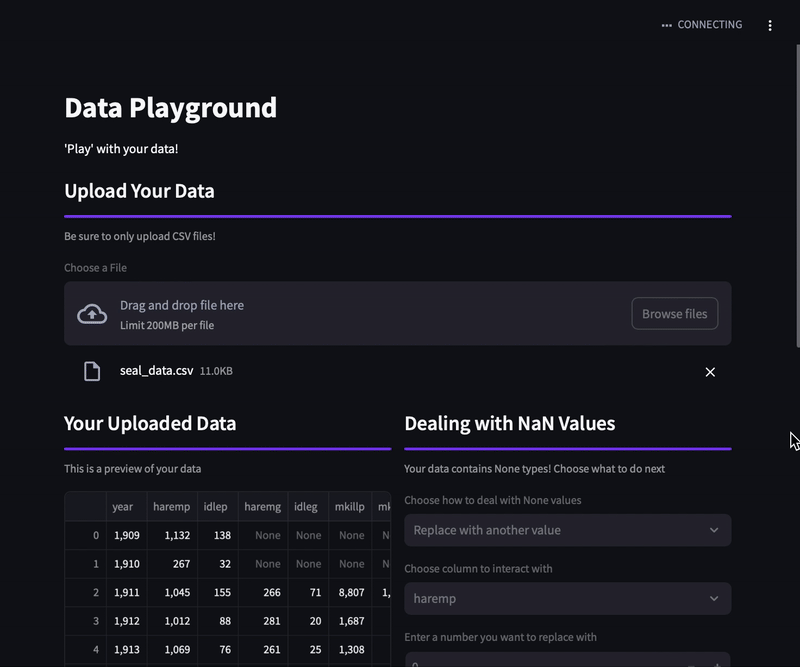 CONNECTING
Data Playground
'Play' with your data!
Upload Your Data
Be sure to only upload CSV files!
Choose a File
Drag and drop file here
Limit 200MB per file
Browse files
seal_data.csv 11.0KB
Your Uploaded Data
This is a preview of your data
year haremp idlep haremg idleg mkillp mk
0 1,909 1,132 138 None None None N
1 1,910 267 32 None None None N
2 1,911 1,045 155 266 71 8,807 1,
3 1,912 1,012 88 281 20 1,687
4 1,913 1,069 76 261 25 1,308
Dealing with NaN Values
Your data contains None types! Choose what to do next
Choose how to deal with None values
Replace with another value
Choose column to interact with
haremp
Enter a number you want to replace with